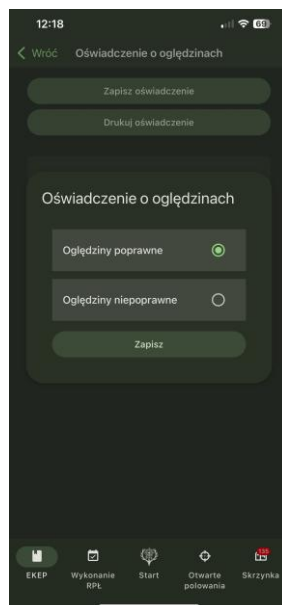 12:18
69
Wróć Oświadczenie o oględzinach
Zapisz oświadczenie
Drukuj oświadczenie
Oświadczenie o oględzinach
Oględziny poprawne
Oględziny niepoprawne
Zapisz
EKEP Wykonanie RPŁ Start Otwarte polowania Skrzynka